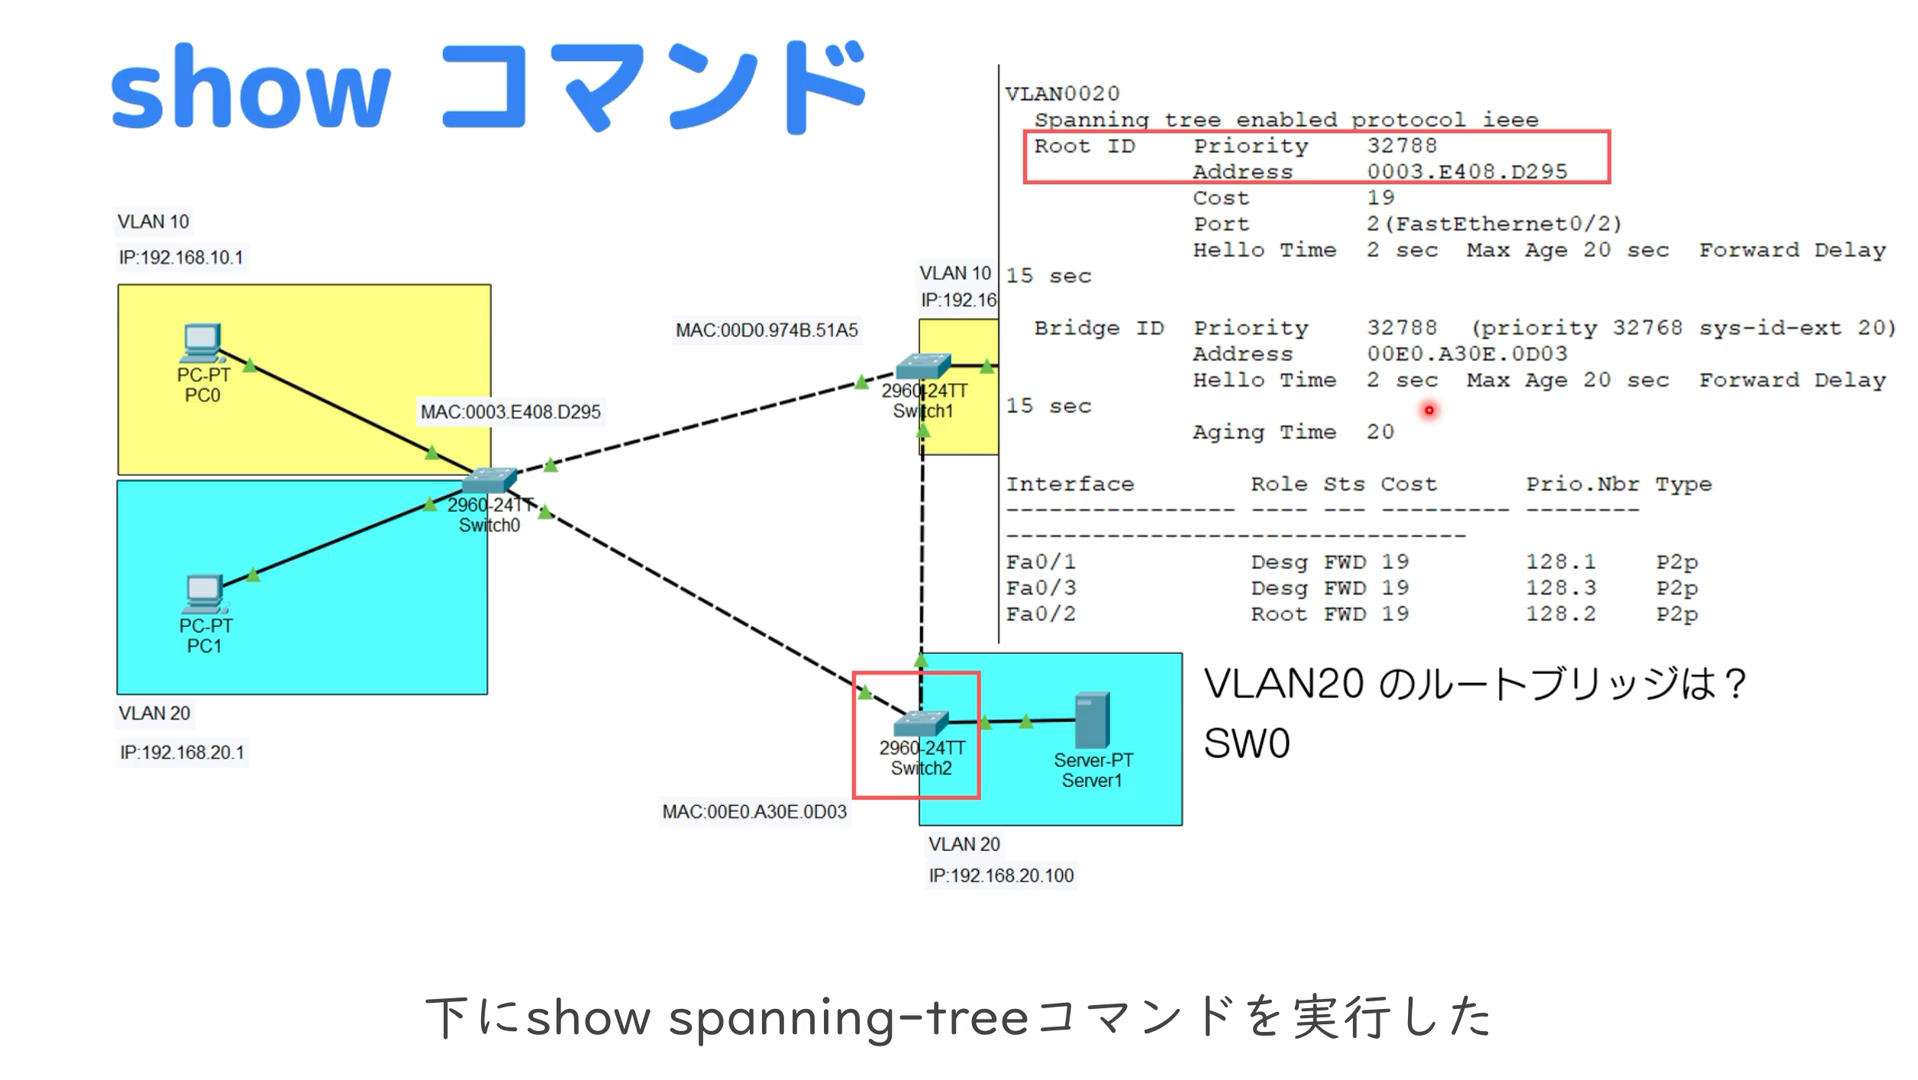 show コマンド
VLAN 10
IP:192.168.10.1
PC-PT
PC0
MAC:0003.E408.D295
2960-24TT
Switch0
PC-PT
PC1
VLAN 20
IP:192.168.20.1
MAC:00D0.974B.51A5
VLAN 10
IP:192.16
2960-24TT
Switch1
2960-24TT
Switch2
MAC:00E0.A30E.0D03
Server-PT
Server1
VLAN 20
IP:192.168.20.100
VLAN0020
Spanning tree enabled protocol ieee
Root ID Priority 32788
Address 0003.E408.D295
Cost 19
Port 2(FastEthernet0/2)
Hello Time 2 sec Max Age 20 sec Forward Delay
15 sec
Bridge ID Priority 32788 (priority 32768 sys-id-ext 20)
Address 00E0.A30E.0D03
Hello Time 2 sec Max Age 20 sec Forward Delay
15 sec
Aging Time 20
Interface Role Sts Cost Prio.Nbr Type
---------------- ---- --- --------- --------
--------------------------------
Fa0/1 Desg FWD 19 128.1 P2p
Fa0/3 Desg FWD 19 128.3 P2p
Fa0/2 Root FWD 19 128.2 P2p
VLAN20 のルートブリッジは？
SW0
下にshow spanning-treeコマンドを実行した